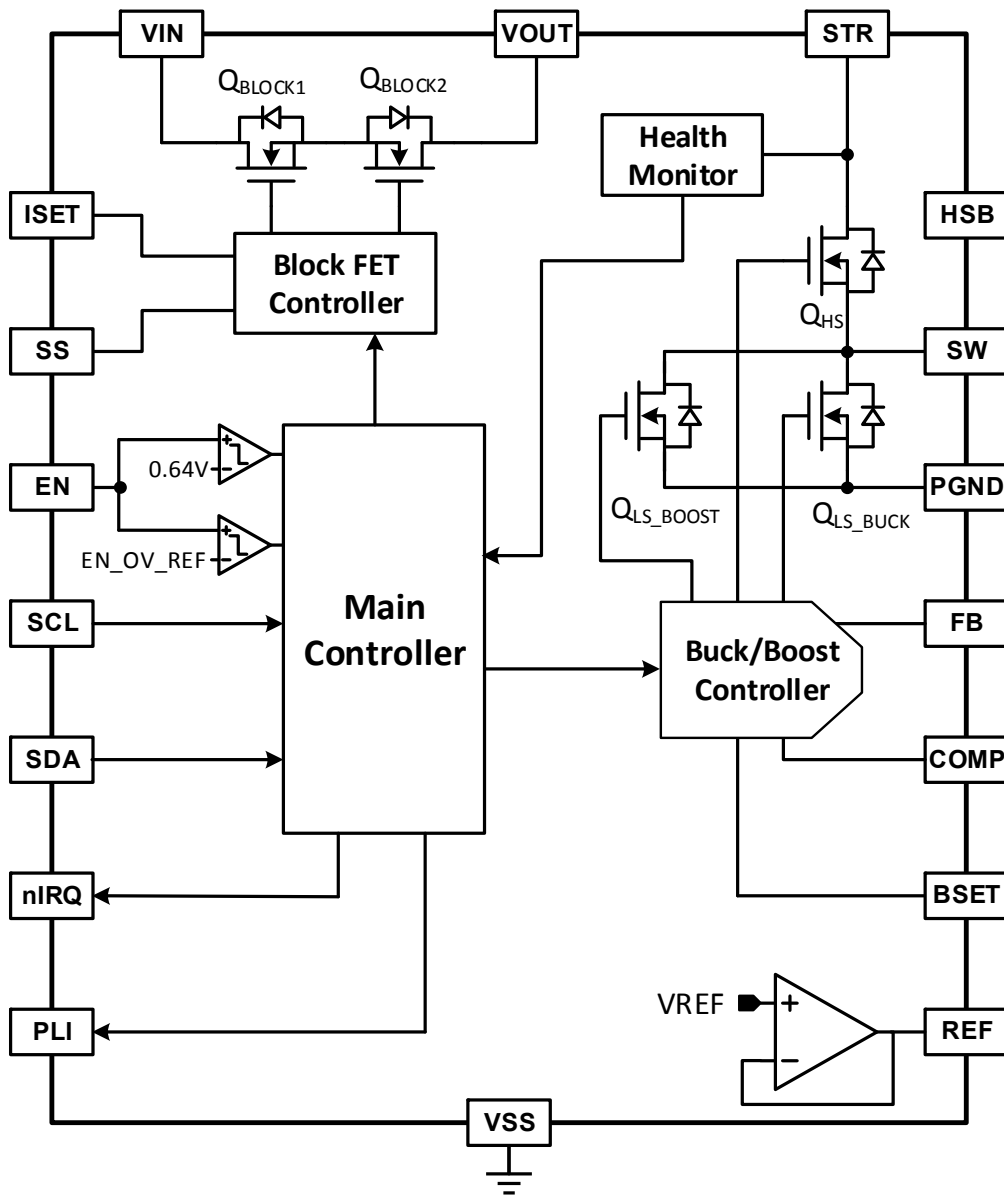 VIN
VOUT
STR
QBLOCK1
QBLOCK2
Health
Monitor
ISET
HSB
Block FET
Controller
QHS
SS
SW
EN
0.64V
PGND
QLS_BOOST
QLS_BUCK
EN_OV_REF
SCL
Main
Controller
FB
Buck/Boost
Controller
SDA
COMP
nIRQ
BSET
VREF
PLI
REF
VSS